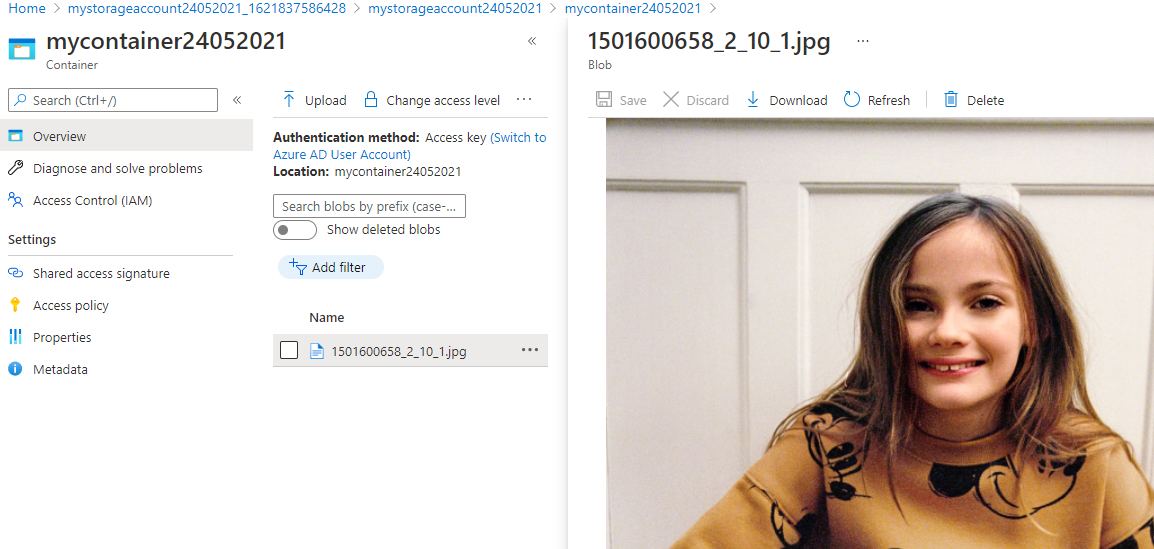 Home > mystorageaccount24052021_1621837586428 > mystorageaccount24052021 > mycontainer24052021 >
mycontainer24052021
Container
«
Search (Ctrl+/)
«
Overview
Diagnose and solve problems
Access Control (IAM)
Settings
Shared access signature
Access policy
Properties
Metadata
Upload
Change access level
...
Authentication method: Access key (Switch to
Azure AD User Account)
Location: mycontainer24052021
Search blobs by prefix (case-...
Show deleted blobs
Add filter
Name
1501600658_2_10_1.jpg ...
1501600658_2_10_1.jpg ...
Blob
Save
Discard
Download
Refresh
Delete